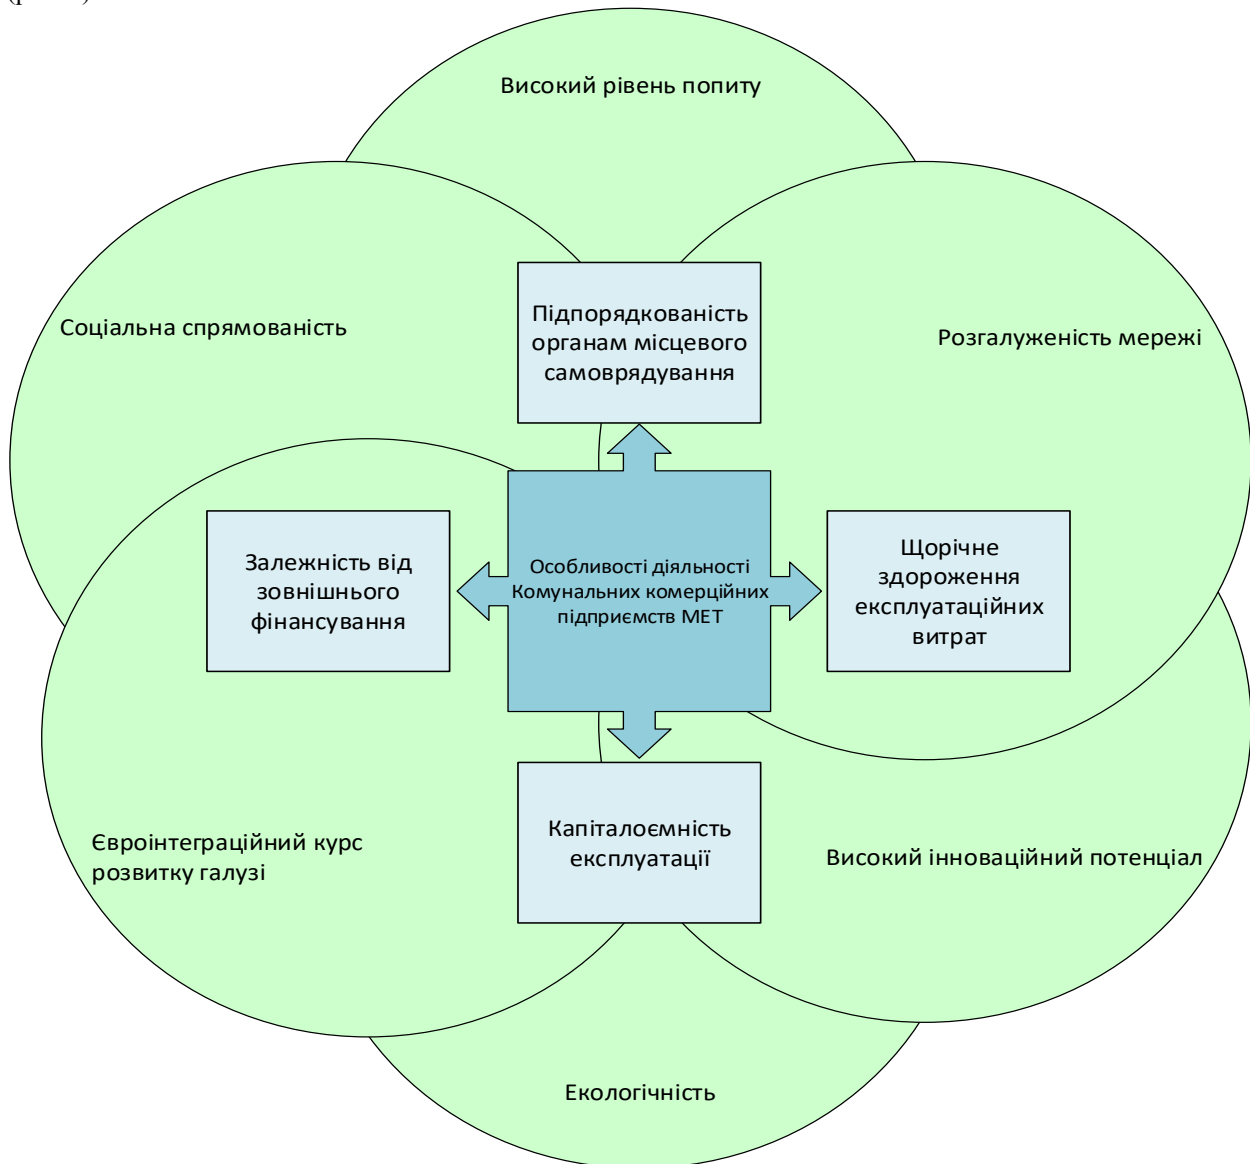 Високий рівень попиту
Соціальна спрямованість
Підпорядкованість
органам місцевого
самоврядування
Розгалуженість мережі
Залежність від
зовнішнього
фінансування
Особливості діяльності
Комунальних комерційних
підприємств МЕТ
Щорічне
здороження
експлуатаційних
витрат
Євроінтеграційний курс
розвитку галузі
Капіталоємність
експлуатації
Високий інноваційний потенціал
Екологічність